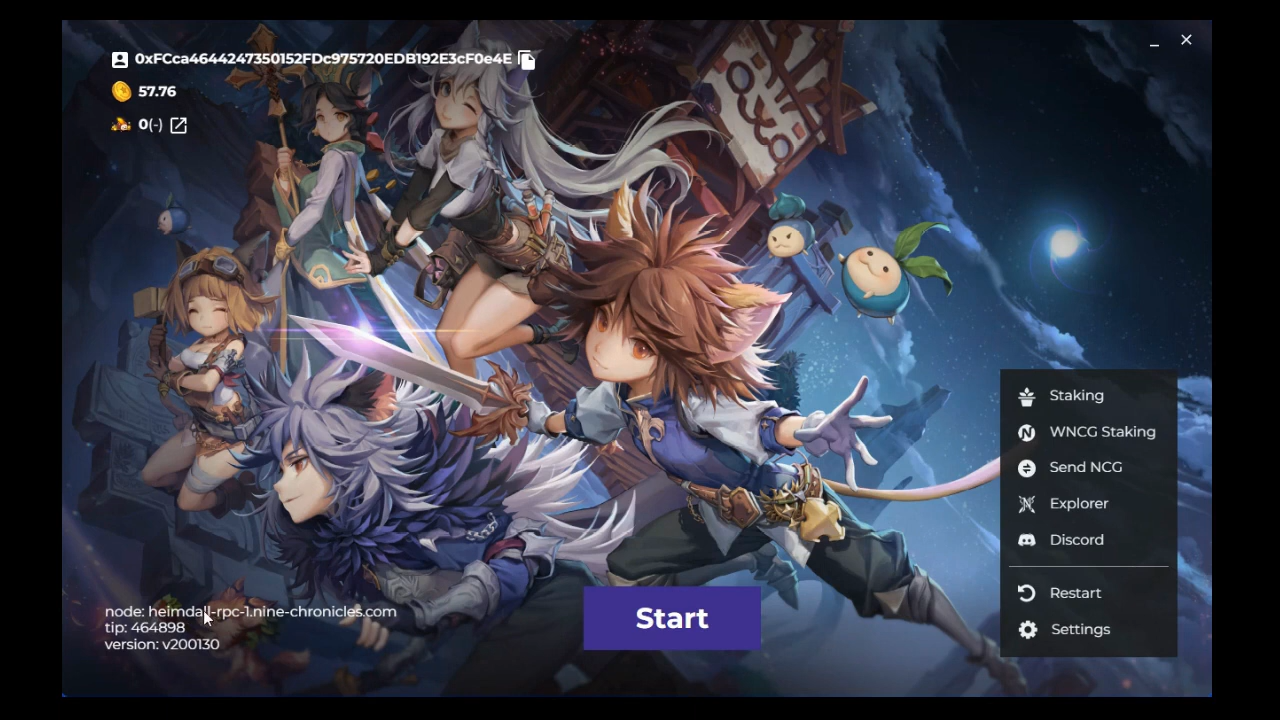 0xFCca4644247350152FDc975720EDB192E3cF0e4E
57.76
0(-)
Staking
WNCG Staking
Send NCG
Explorer
Discord
Restart
Settings
Start
node: heimdall-rpc-1.nine-chronicles.com
tip: 464898
version: v200130